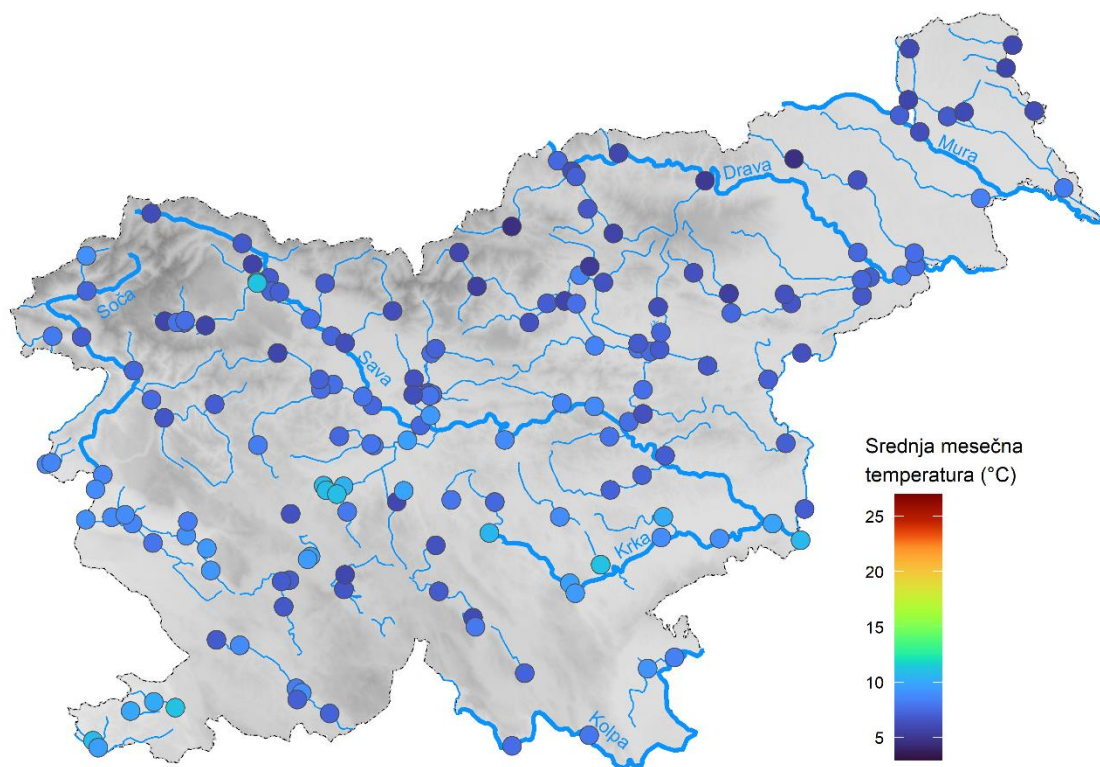 Mura
Drava
Soča
Sava
Srednja mesečna
temperatura (°C)
25
20
15
10
5
Krka
Kolpa